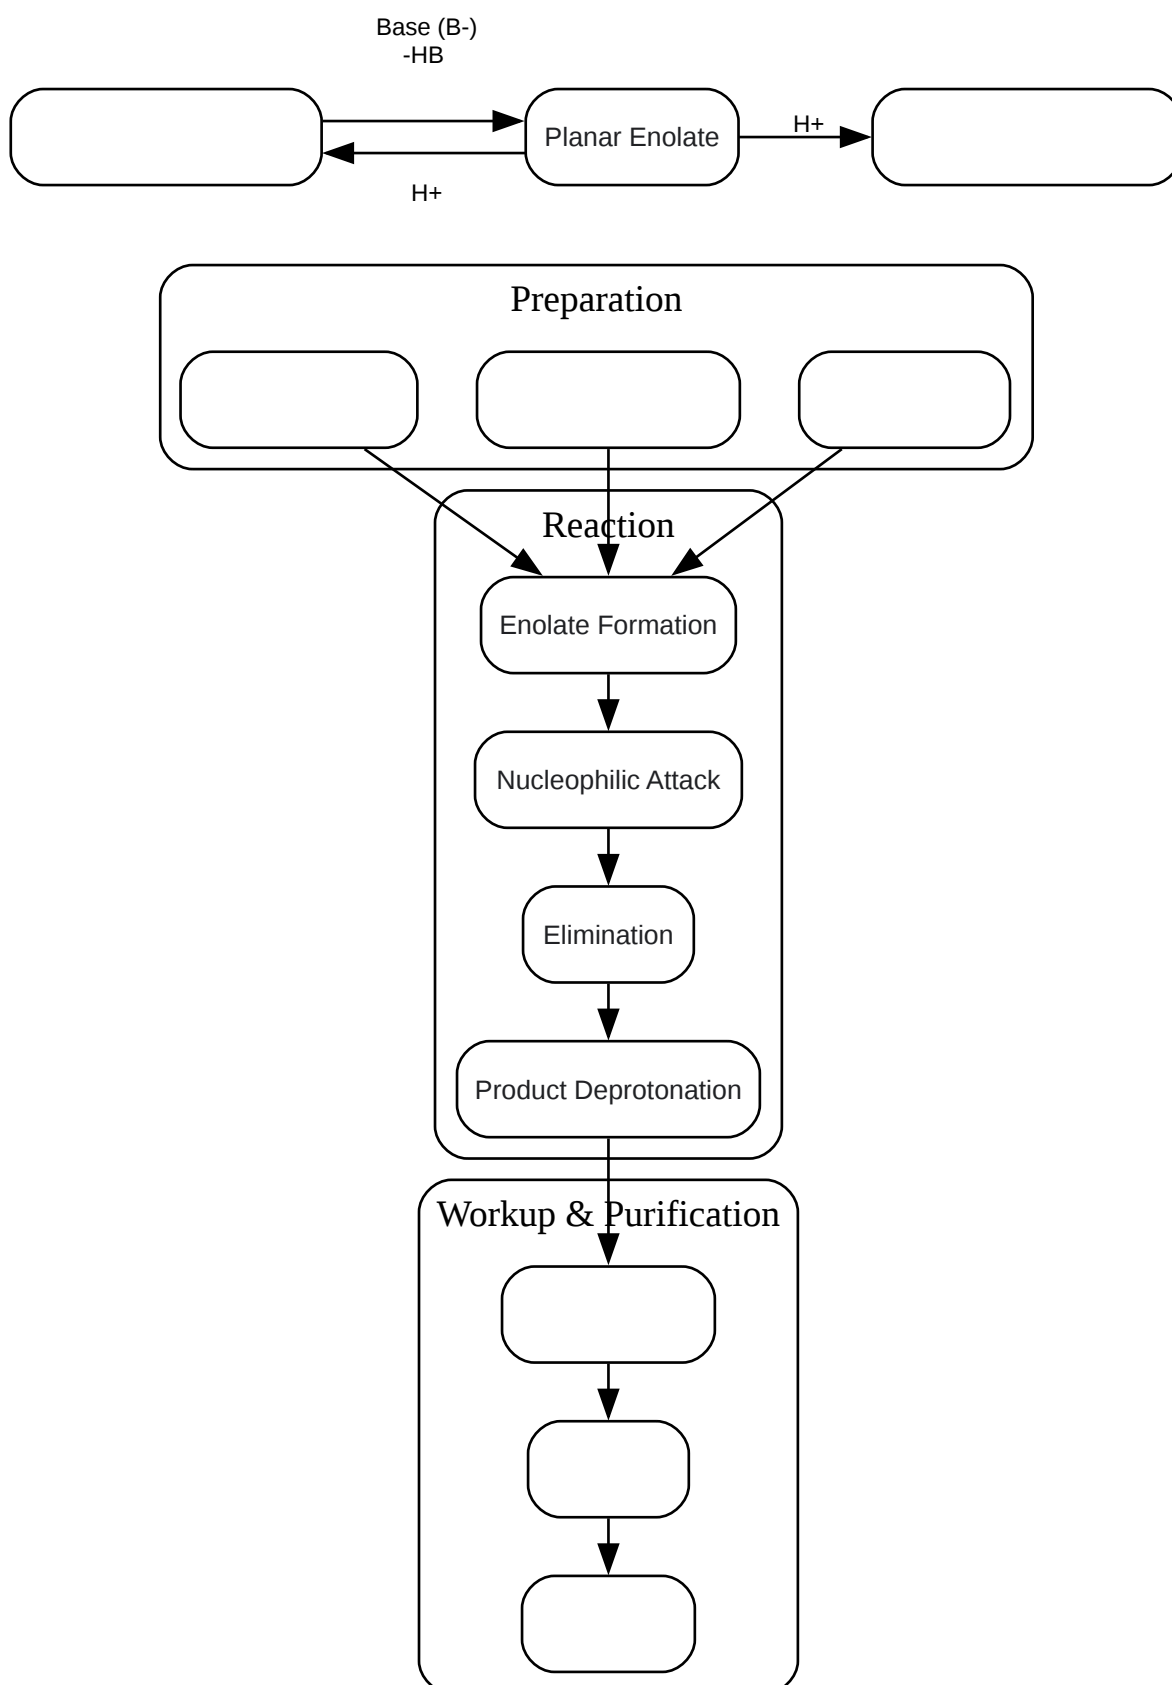 Base (B-)
-HB
Planar Enolate
H+
H+
Preparation
Reaction
Enolate Formation
Nucleophilic Attack
Elimination
Product Deprotonation
Workup & Purification